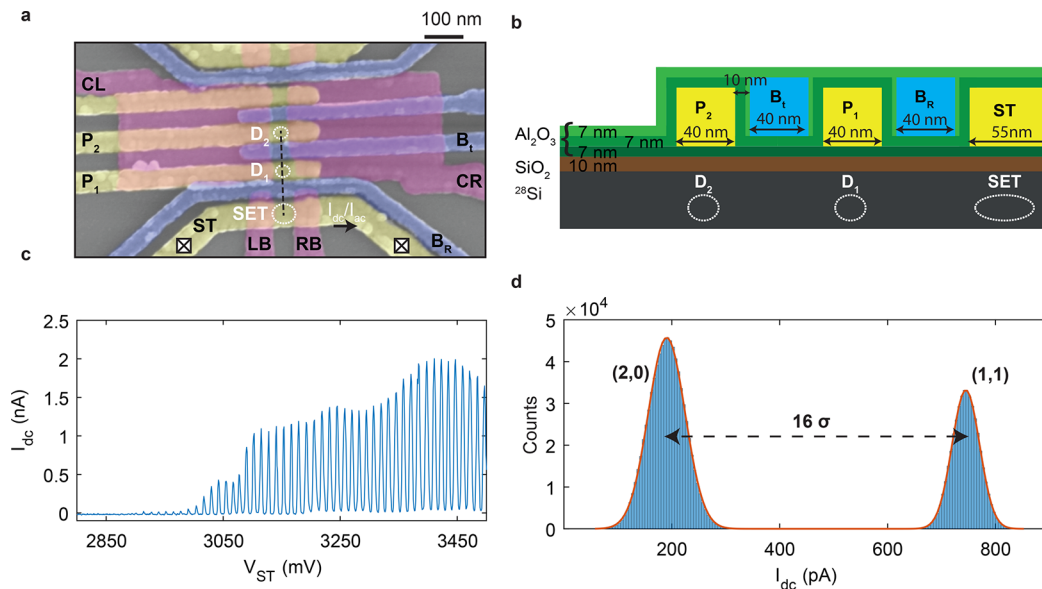 a
100 nm
CL
P2
D2
Bt
P1
D1
CR
SET
Idc/Iac
ST
LB
RB
BR
b
10 nm
P2
Bt
P1
BR
ST
40 nm
40 nm
40 nm
40 nm
55nm
Al2O3
{
7 nm
7 nm
7 nm
SiO2
10 nm
28Si
D2
D1
SET
c
Idc (nA)
2.5
2
1.5
1
0.5
0
2850
3050
3250
3450
VST (mV)
d
×10^4
Counts
5
4
3
2
1
0
(2,0)
(1,1)
16 σ
200
400
600
800
Idc (pA)